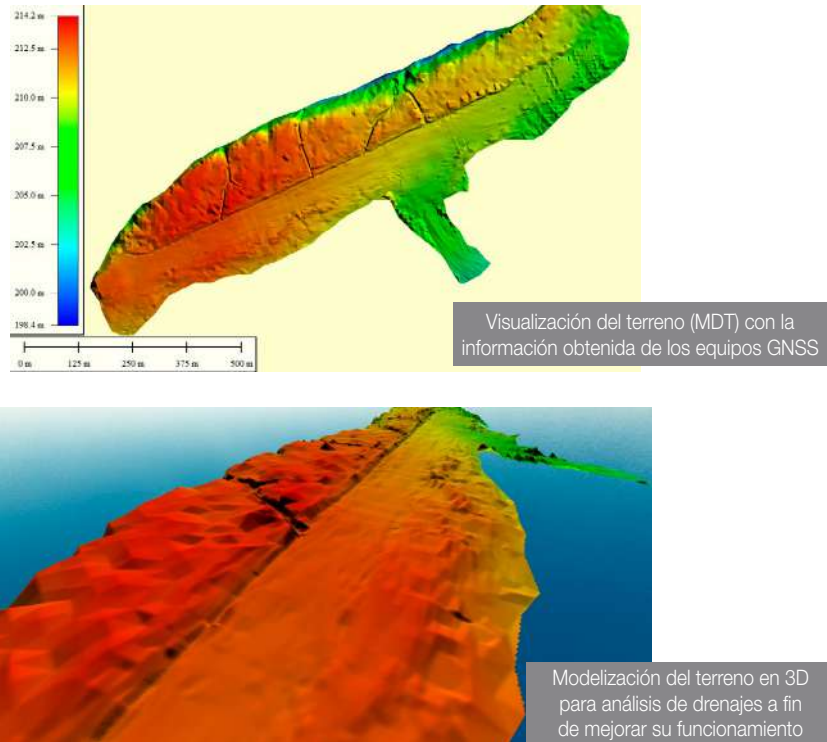 214.2 m
212.5 m
210.0 m
207.5 m
205.0 m
202.5 m
200.0 m
198.4 m
0 m 125 m 250 m 375 m 500 m
Visualización del terreno (MDT) con la
información obtenida de los equipos GNSS
Modelización del terreno en 3D
para análisis de drenajes a fin
de mejorar su funcionamiento